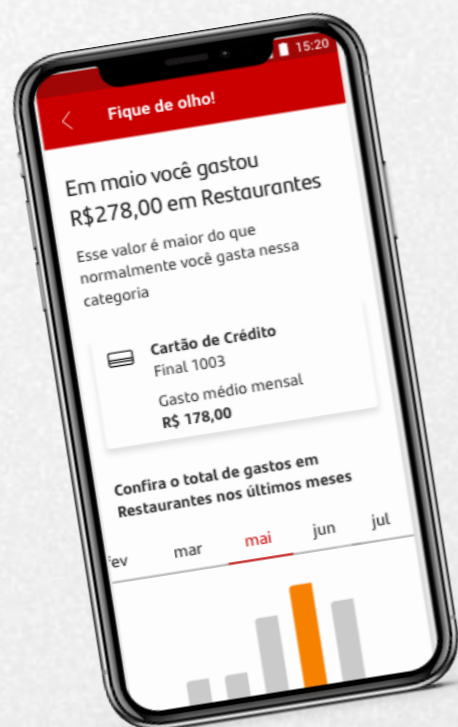 15:20
Fique de olho!
Em maio você gastou
R$278,00 em Restaurantes
Esse valor é maior do que
normalmente você gasta nessa
categoria
Cartão de Crédito
Final 1003
Gasto médio mensal
R$ 178,00
Confira o total de gastos em
Restaurantes nos últimos meses
fev mar mai jun jul